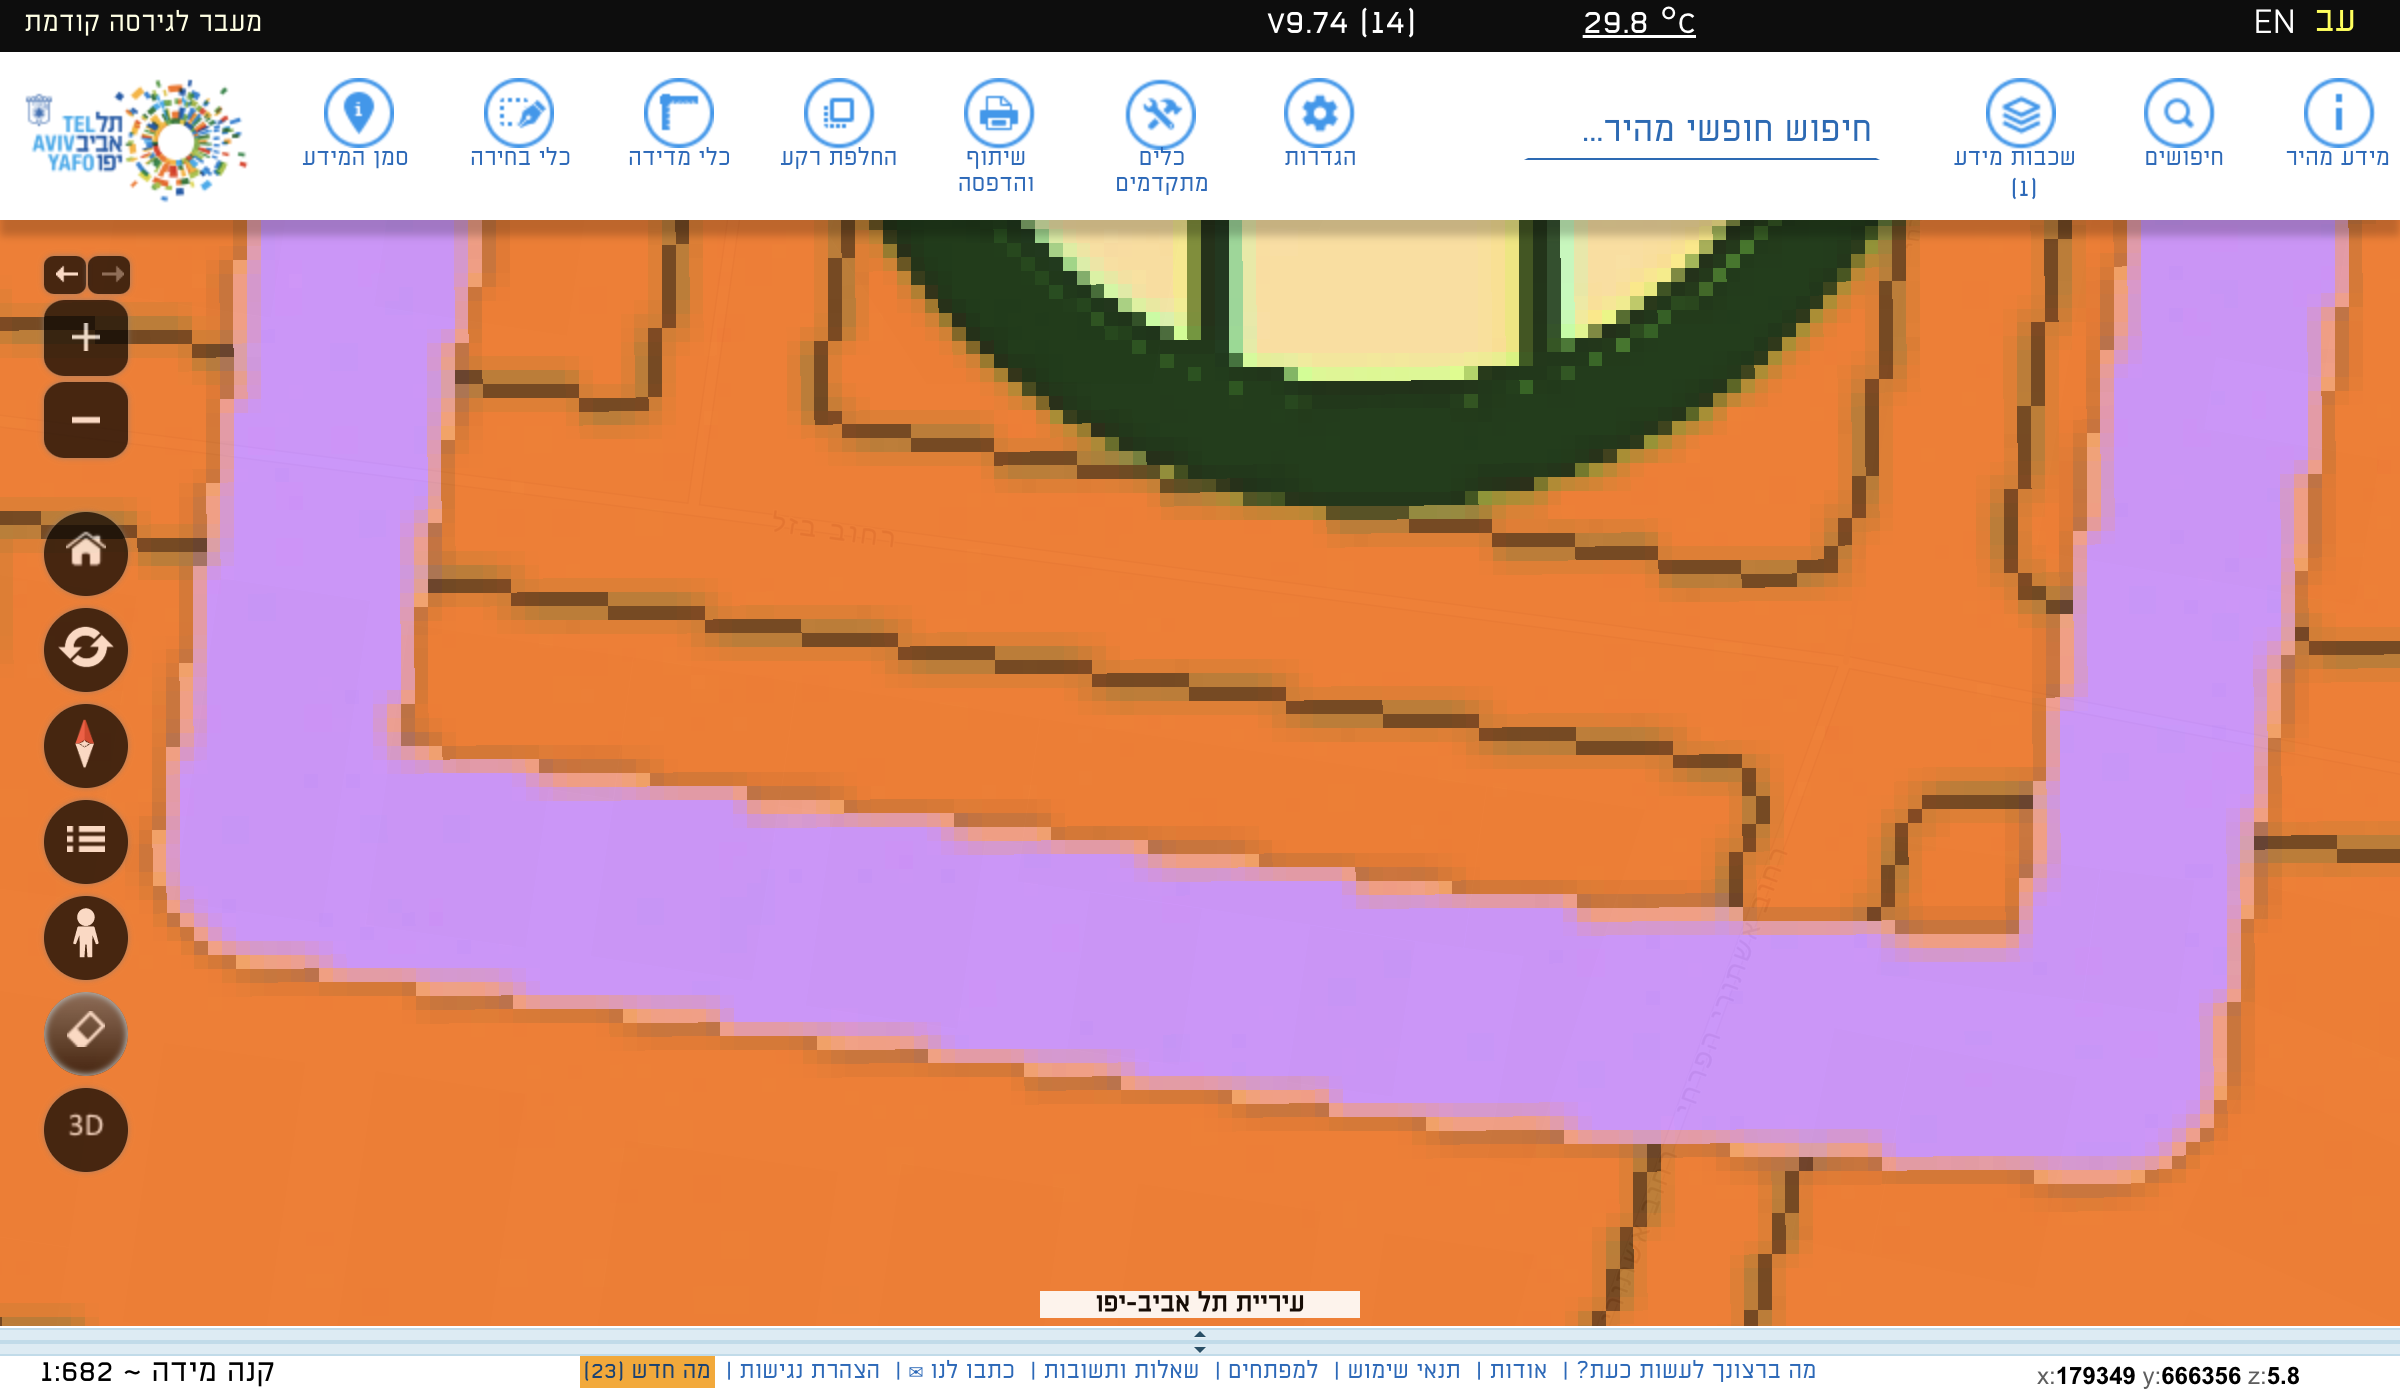 עב EN
29.8 °C
V9.74 (14)
מעבר לגירסה קודמת
מידע מהיר
חיפושים
שכבות מידע
(1)
חיפוש חופשי מהיר...
הגדרות
כלים
מתקדמים
שיתוף
והדפסה
החלפת רקע
כלי מדידה
כלי בחירה
סמן המידע
תל אביב יפו
TEL AVIV YAFO
רחוב בזל
3D
עיריית תל אביב-יפו
x:179349 y:666356 z:5.8
מה ברצונך לעשות כעת? | אודות | תנאי שימוש | למפתחים | שאלות ותשובות | כתבו לנו ✉ | הצהרת נגישות | מה חדש (23)
קנה מידה ~ 1:682